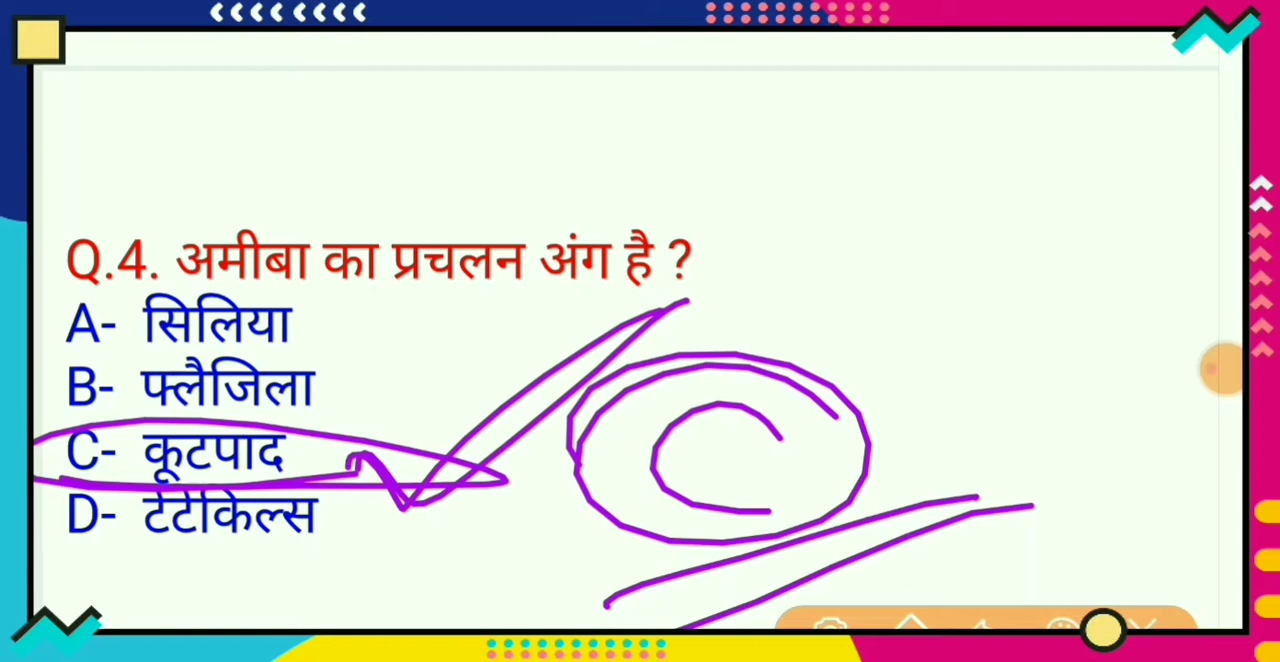 Q.4. अमीबा का प्रचलन अंग है ?
A- सिलिया
B- फ्लैजिला
C- कूटपाद
D- टेंटेकिल्स
C